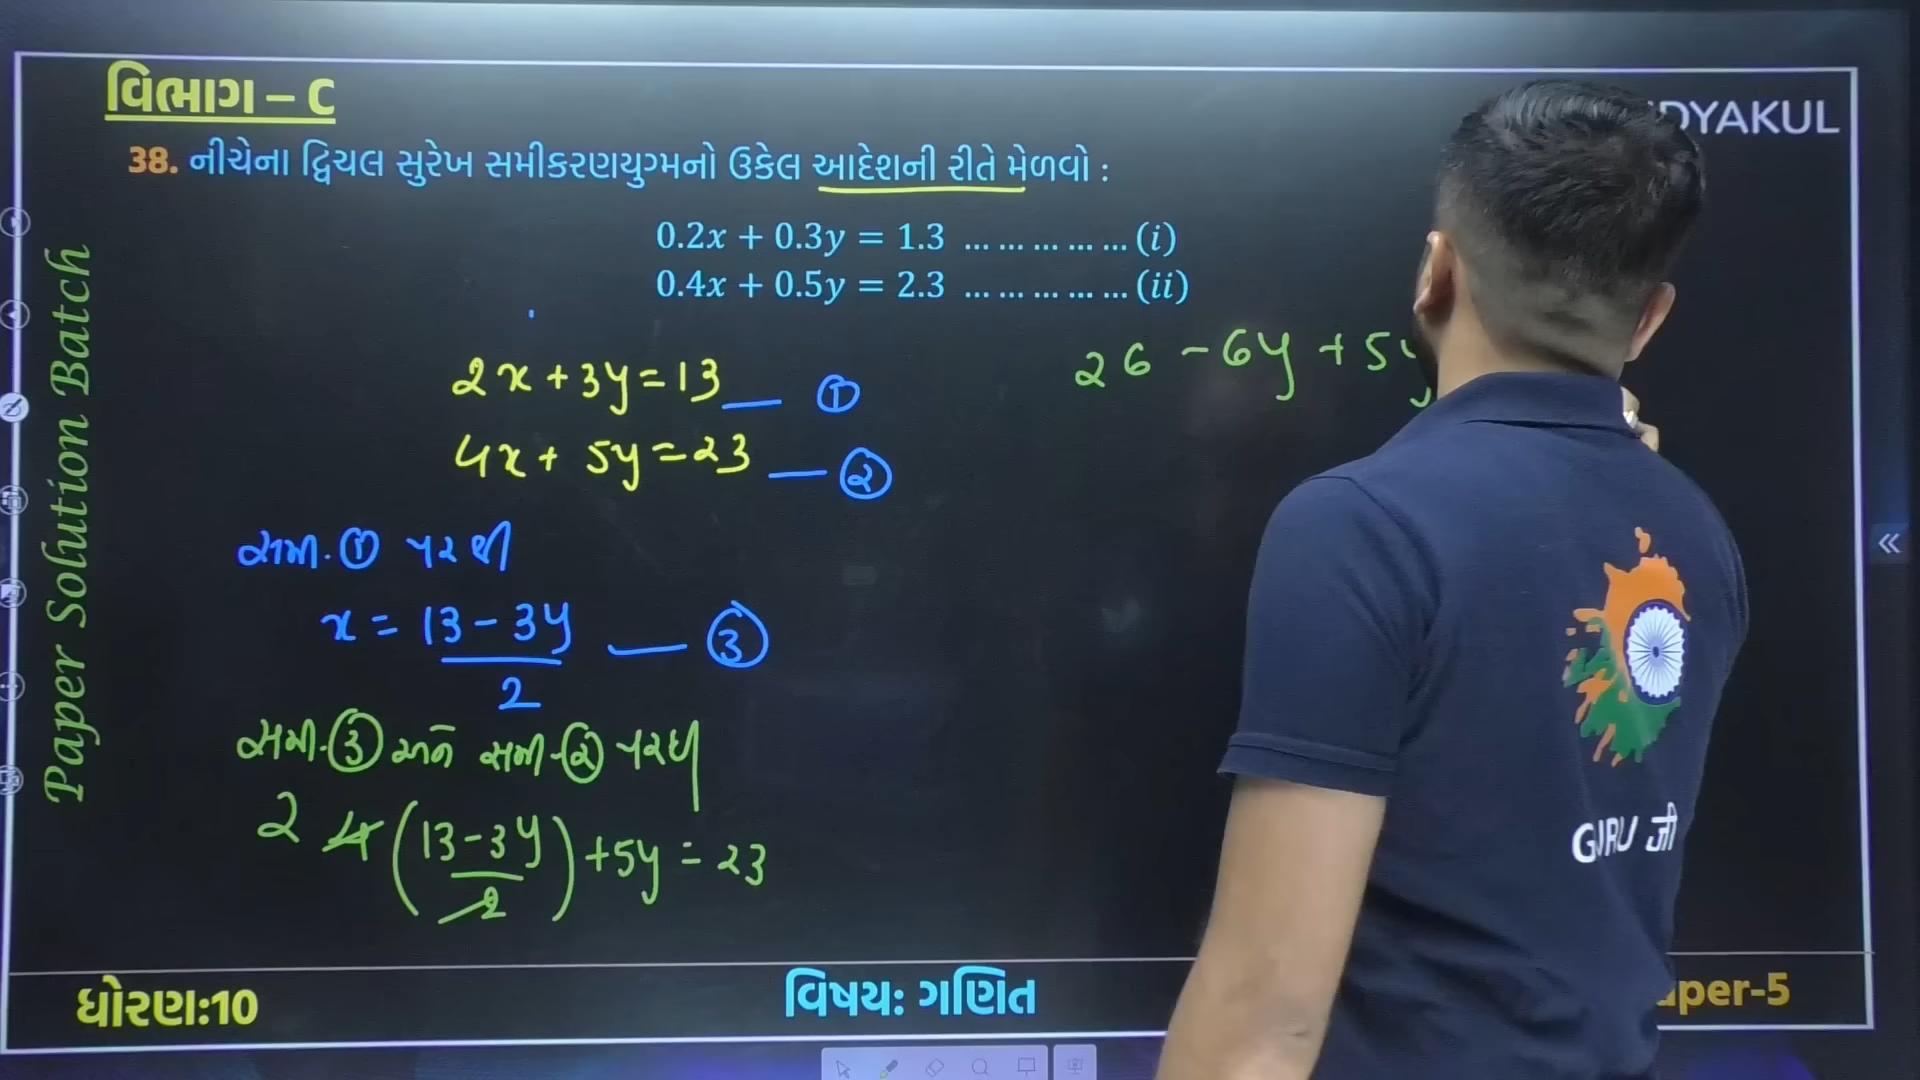 વિભાગ – C
DYAKUL
38. નીચેના દ્વિચલ સુરેખ સમીકરણયુગ્મનો ઉકેલ આદેશની રીતે મેળવો :
0.2x + 0.3y = 1.3 ... ... ... ... ... (i)
0.4x + 0.5y = 2.3 ... ... ... ... ... (ii)
2x + 3y = 13 — ①
4x + 5y = 23 — ②
સમી. ① પરથી
x = 13 - 3y / 2 — ③
સમી. ③ અને સમી. ② પરથી
2 4 (13 - 3y / 2) + 5y = 23
26 - 6y + 5y
Paper Solution Batch
GURU जी
ધોરણ:10
વિષય: ગણિત
aper-5